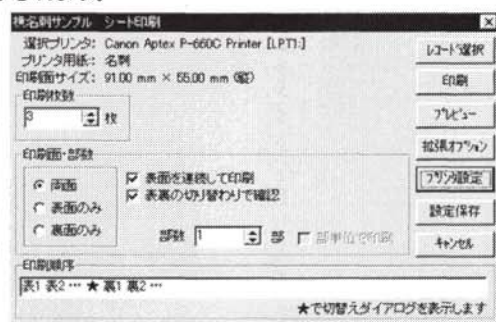 横名刺サンプル シート印刷
選択プリンタ: Canon Aptex P-660C Printer [LPT1:]
プリンタ用紙: 名刺
印刷面サイズ: 91.00 mm × 55.00 mm (縦)
印刷枚数
3 枚
印刷面・部数
両面
表面のみ
裏面のみ
表面を連続して印刷
表裏の切り替わりで確認
部数 1 部 部単位で印刷
印刷順序
表1 表2 … ★ 裏1 裏2 …
★で切替えダイアログを表示します
レコード選択
印刷
プレビュー
拡張オプション
プリンタ設定
設定保存
キャンセル